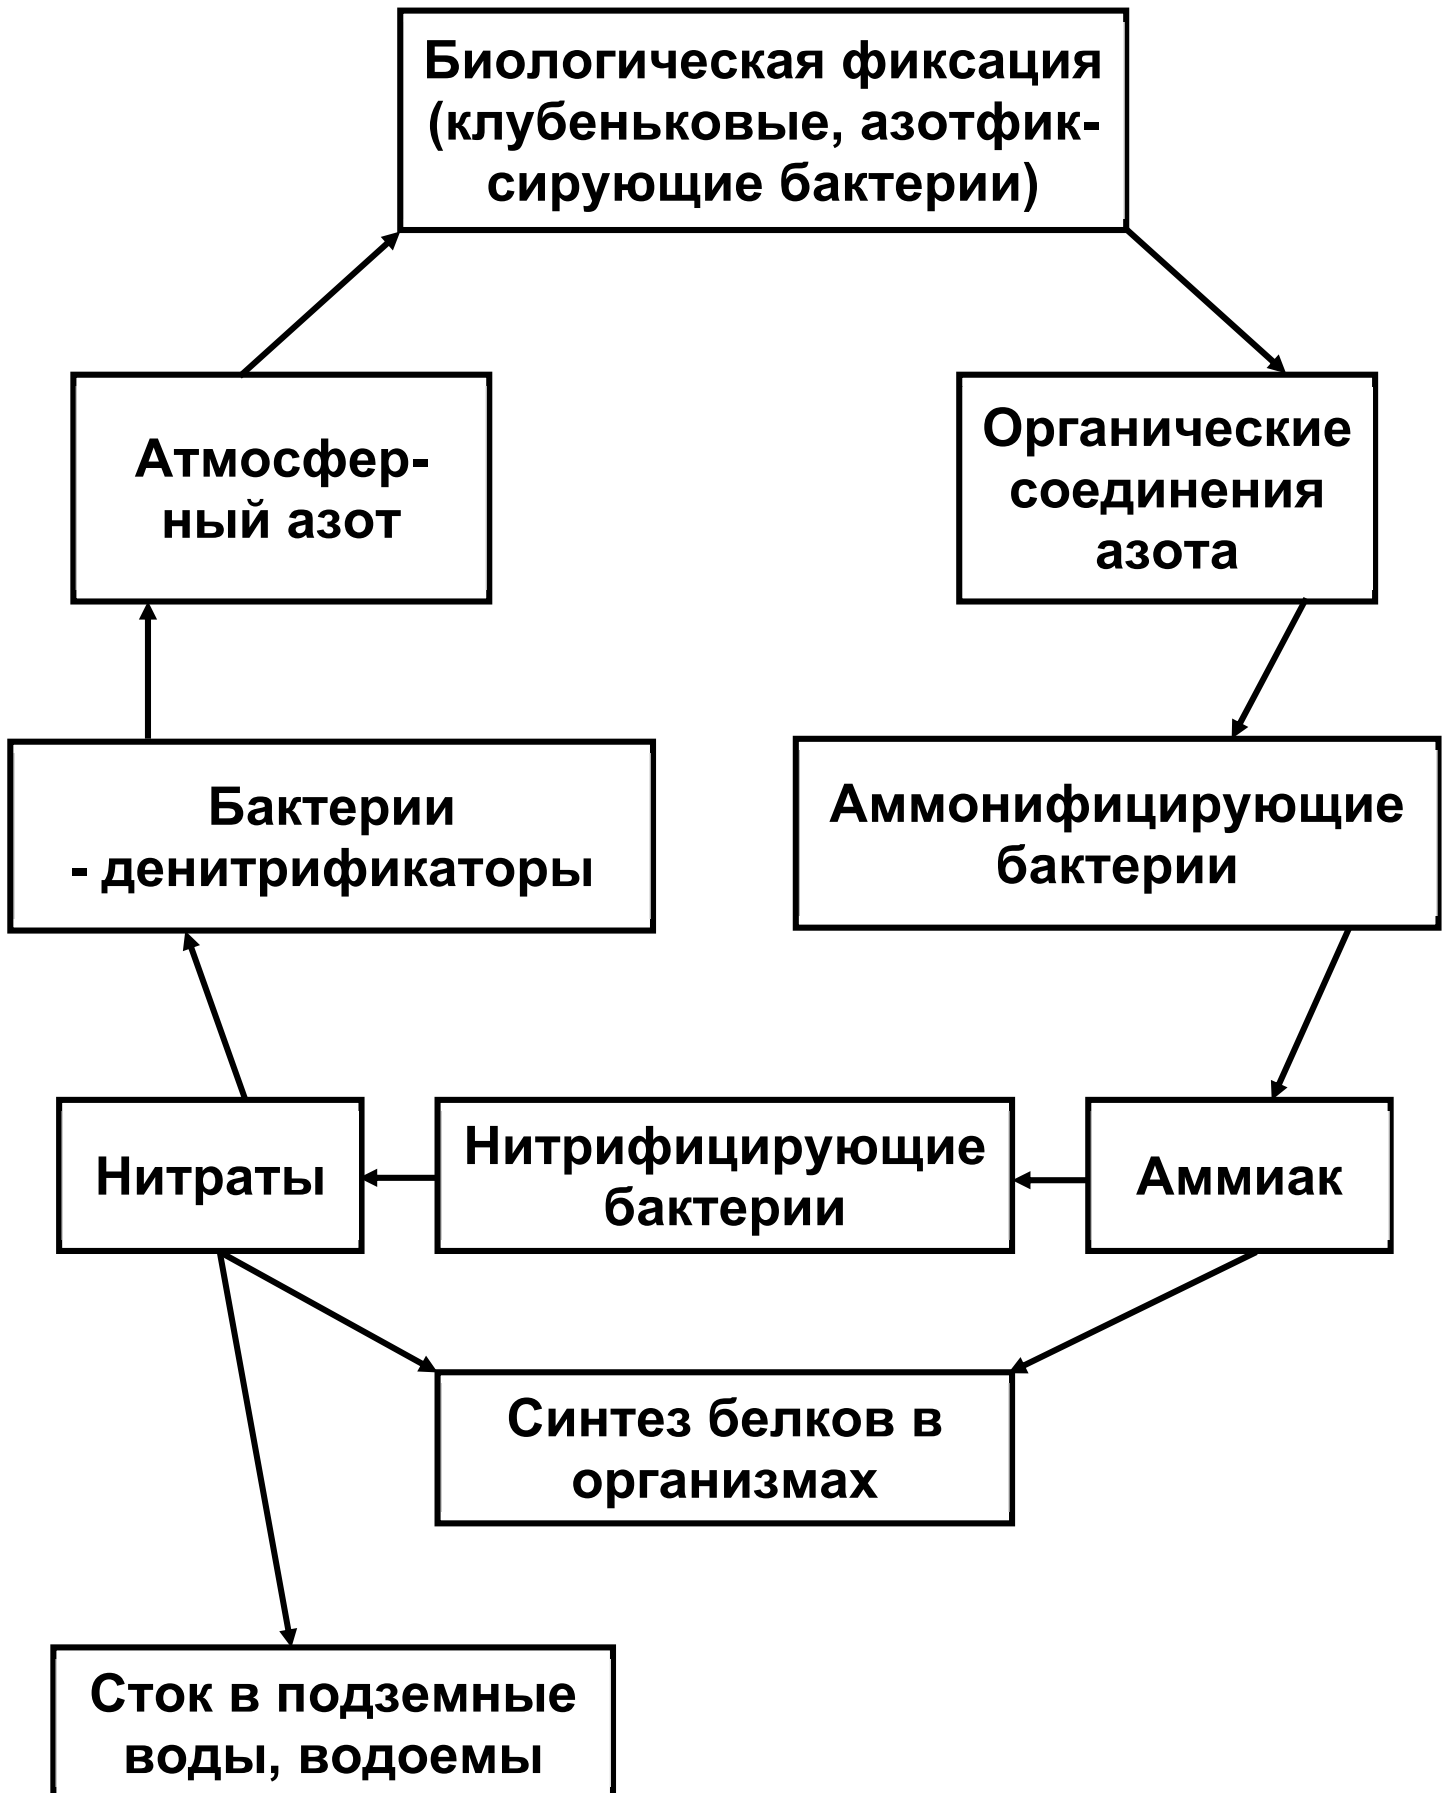 Биологическая фиксация
(клубеньковые, азотфик-
сирующие бактерии)
Атмосфер-
ный азот
Органические
соединения
азота
Бактерии
- денитрификаторы
Аммонифицирующие
бактерии
Нитраты
Нитрифицирующие
бактерии
Аммиак
Синтез белков в
организмах
Сток в подземные
воды, водоемы